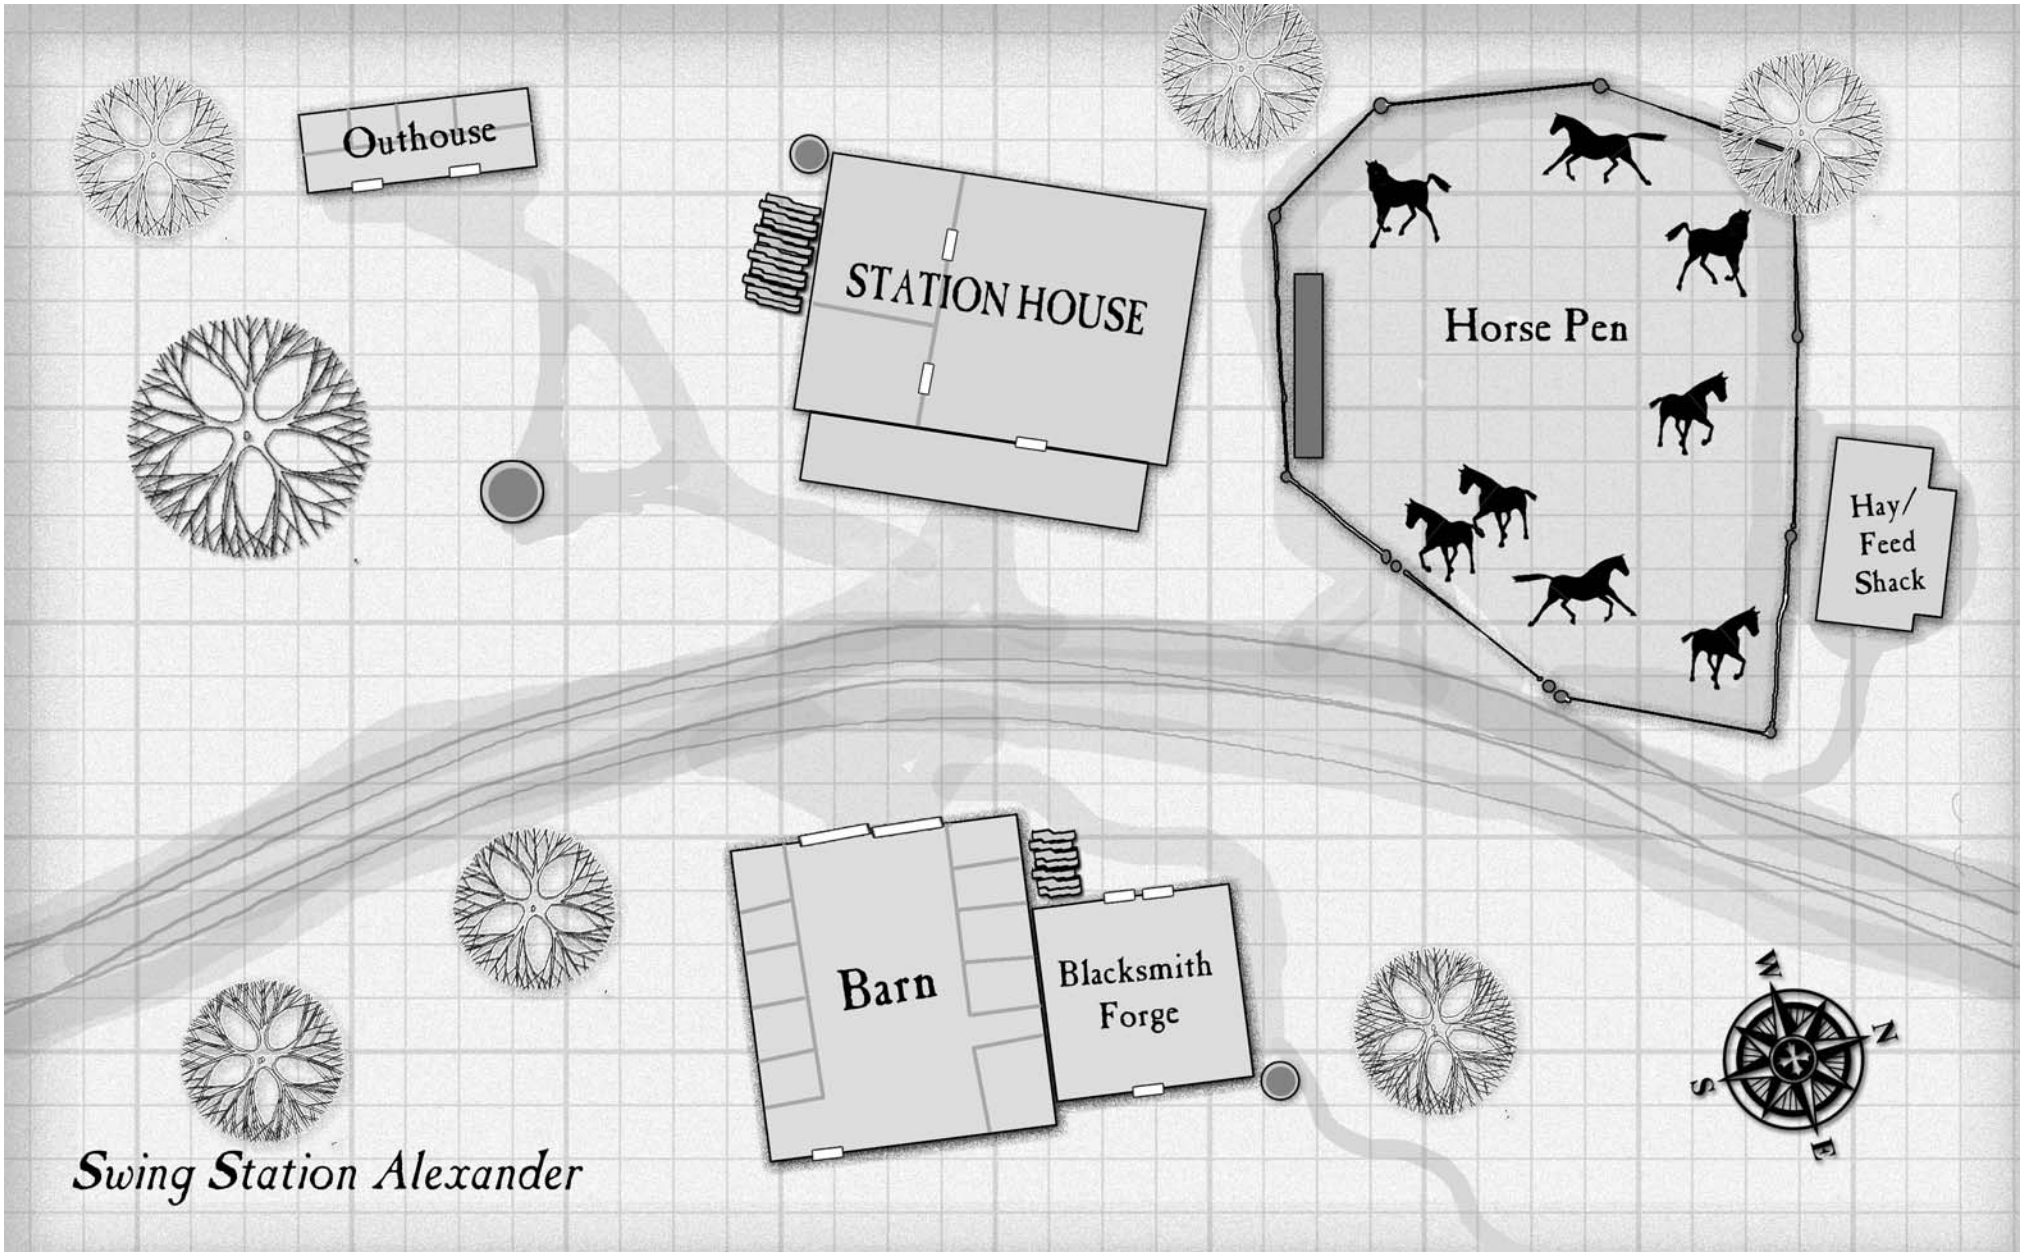 Outhouse
STATION HOUSE
Horse Pen
Hay/
Feed
Shack
Barn
Blacksmith
Forge
W
N
S
E
Swing Station Alexander